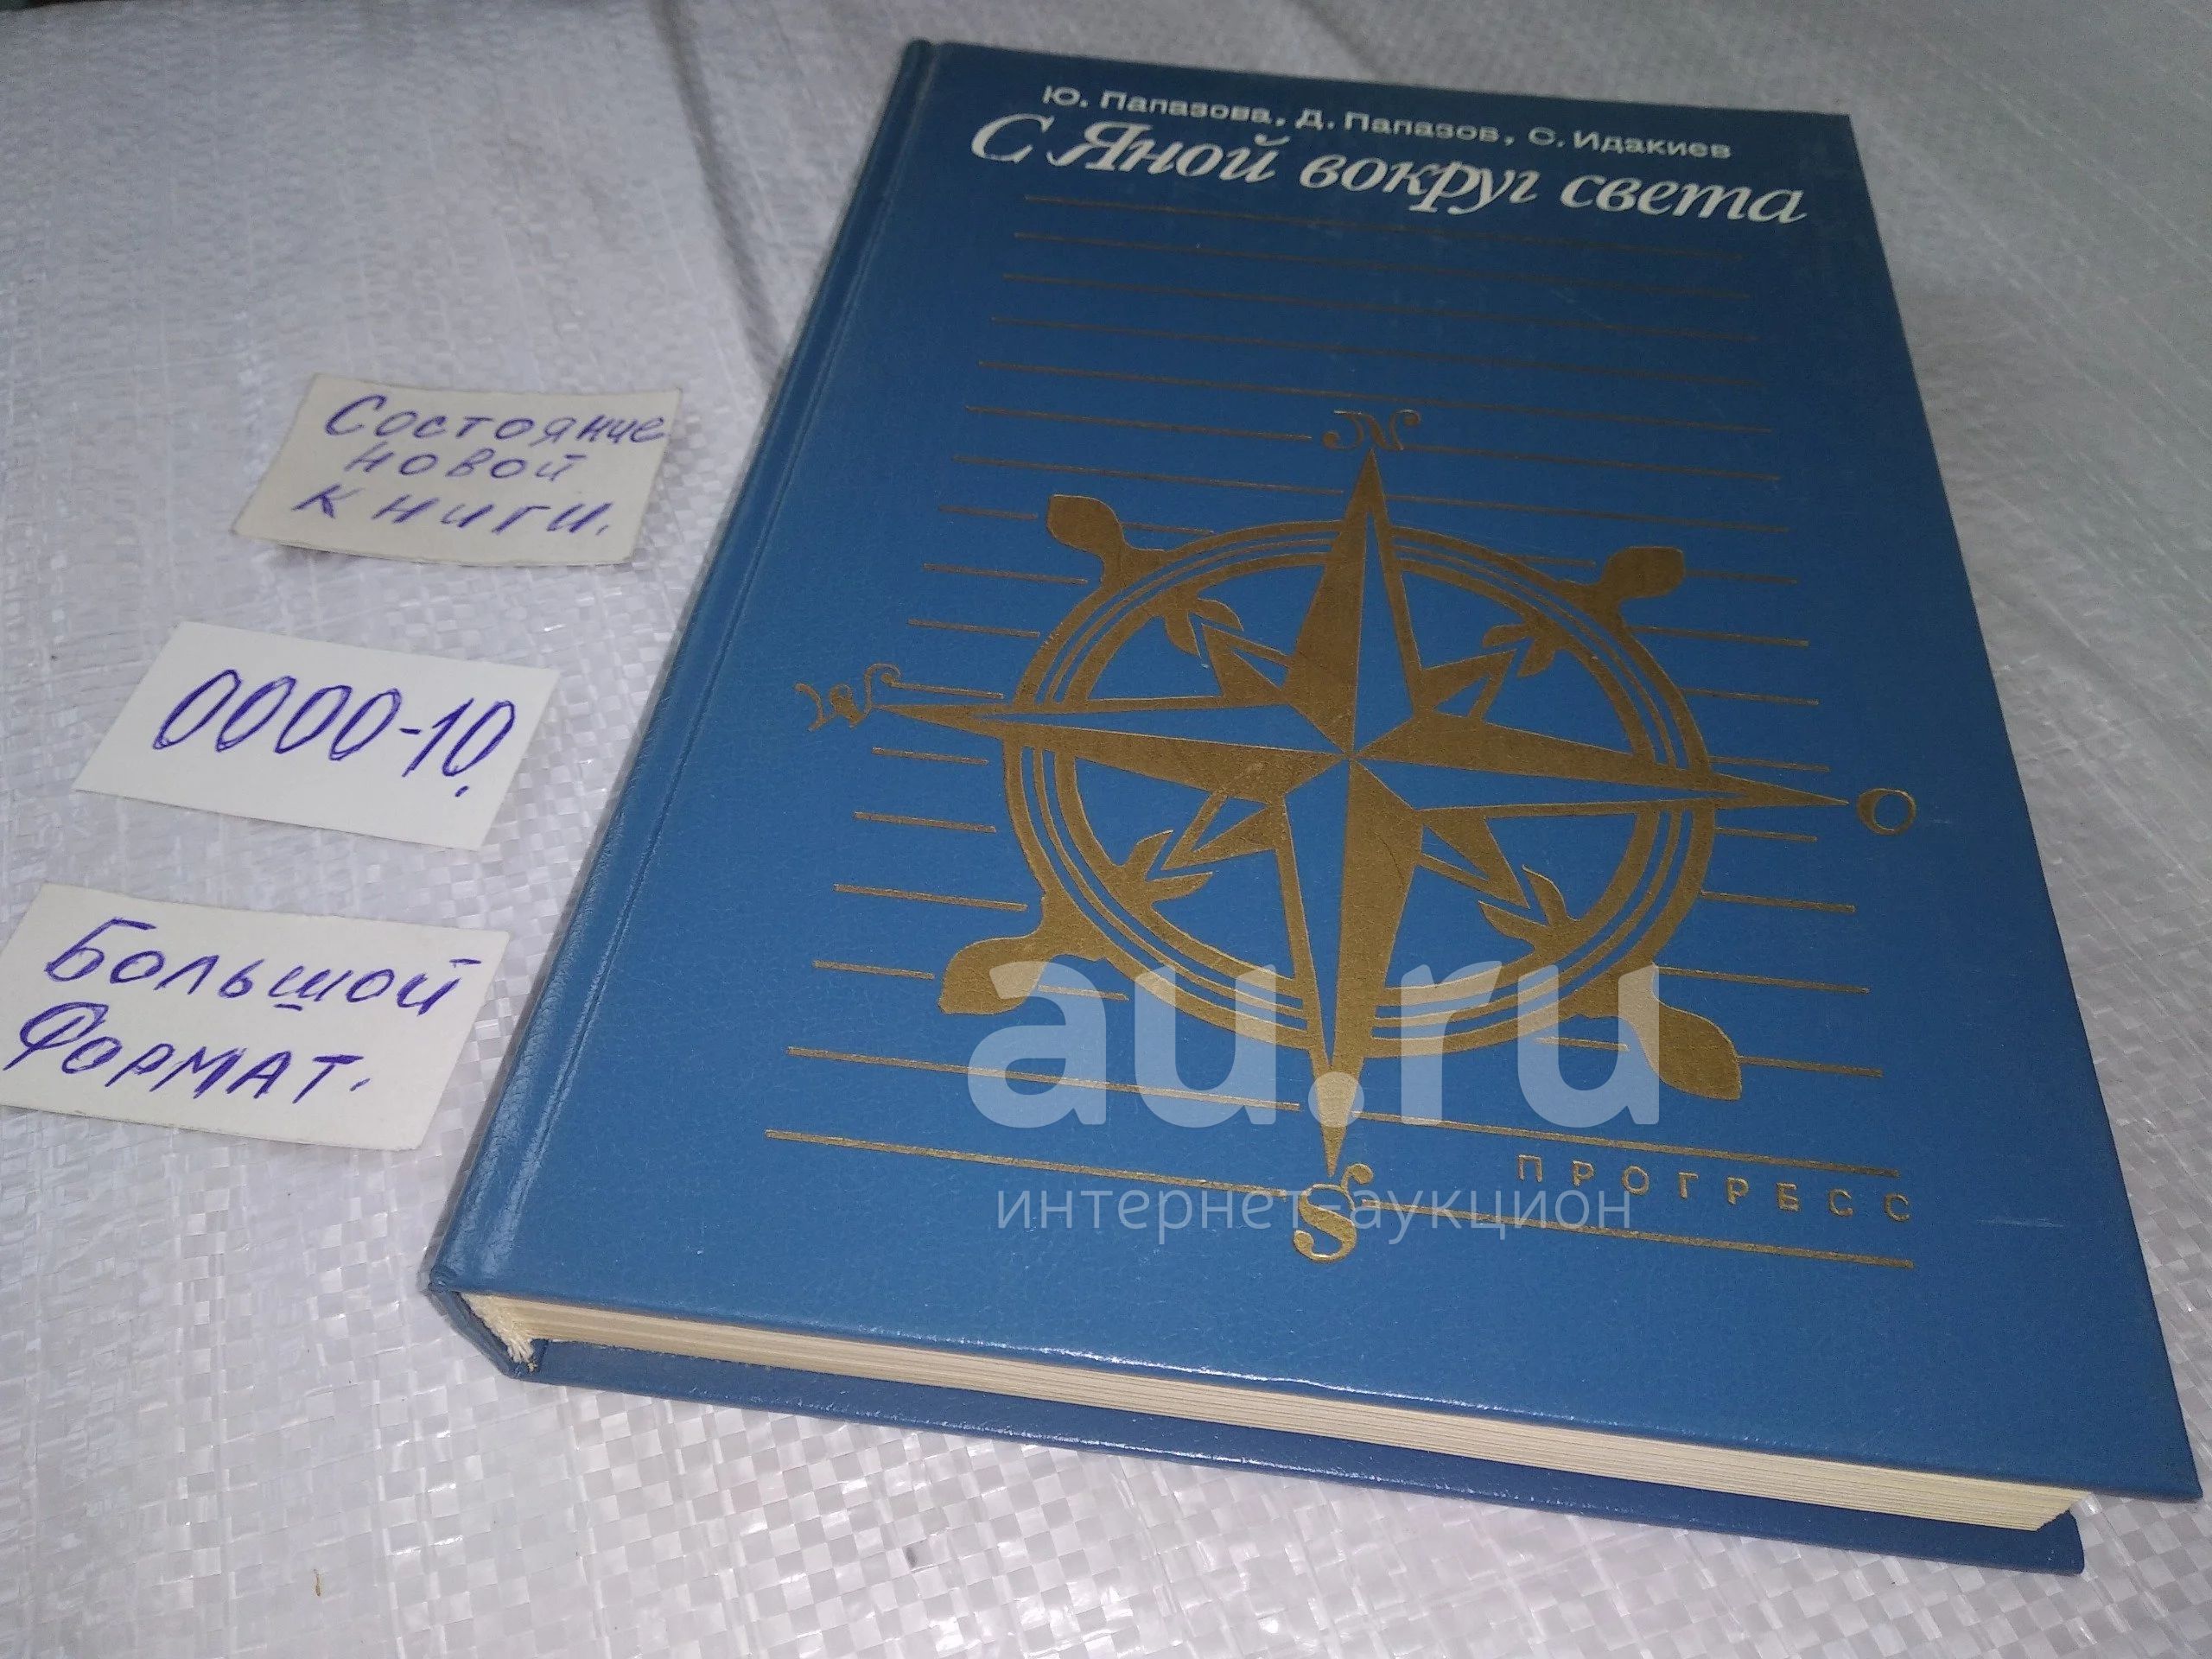 Ю. Папазова, Д. Папазов, С. Идакиев
С Яной вокруг света
N
W
O
S
ПРОГРЕСС
Состояние
новой
книги.
0000-10.
Большой
Формат.
au.ru
интернет-аукцион